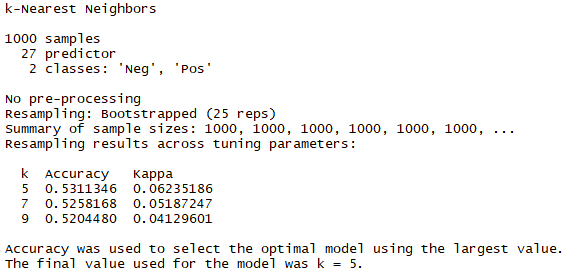 k-Nearest Neighbors
1000 samples
27 predictor
2 classes: 'Neg', 'Pos'
No pre-processing
Resampling: Bootstrapped (25 reps)
Summary of sample sizes: 1000, 1000, 1000, 1000, 1000, 1000, ...
Resampling results across tuning parameters:
k Accuracy Kappa
5 0.5311346 0.06235186
7 0.5258168 0.05187247
9 0.5204480 0.04129601
Accuracy was used to select the optimal model using the largest value.
The final value used for the model was k = 5.